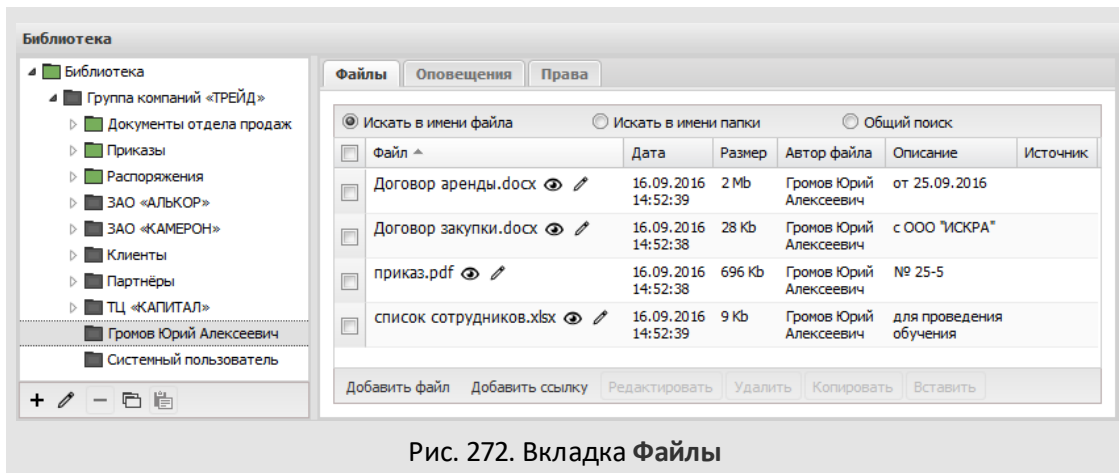 Библиотека
Библиотека
Группа компаний «ТРЕЙД»
Документы отдела продаж
Приказы
Распоряжения
ЗАО «АЛЬКОР»
ЗАО «КАМЕРОН»
Клиенты
Партнёры
ТЦ «КАПИТАЛ»
Громов Юрий Алексеевич
Системный пользователь
Файлы Оповещения Права
Искать в имени файла Искать в имени папки Общий поиск
Файл Дата Размер Автор файла Описание Источник
Договор аренды.docx 16.09.2016 2 Mb Громов Юрий от 25.09.2016
14:52:39 Алексеевич
Договор закупки.docx 16.09.2016 28 Kb Громов Юрий с ООО "ИСКРА"
14:52:38 Алексеевич
приказ.pdf 16.09.2016 696 Kb Громов Юрий № 25-5
14:52:38 Алексеевич
список сотрудников.xlsx 16.09.2016 9 Kb Громов Юрий для проведения
14:52:39 Алексеевич обучения
Добавить файл Добавить ссылку Редактировать Удалить Копировать Вставить
Рис. 272. Вкладка Файлы